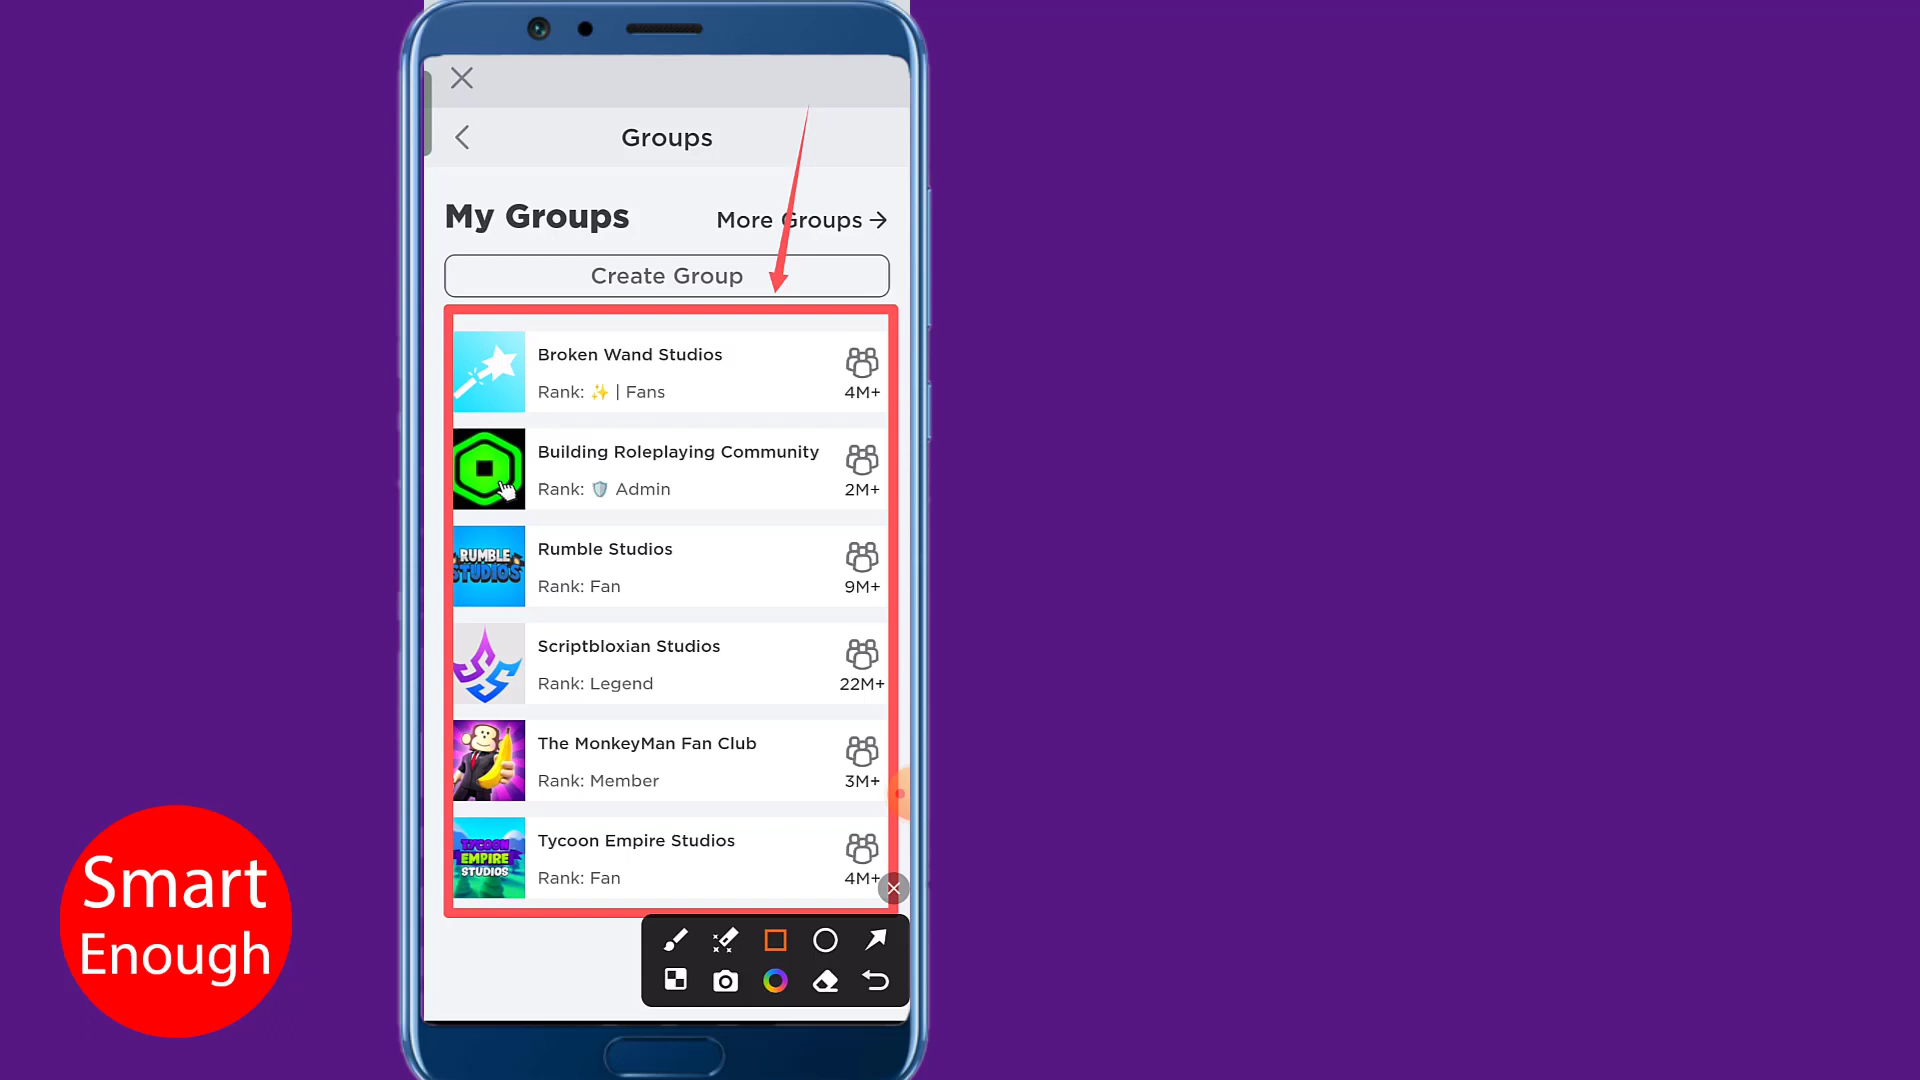 Groups
My Groups
More Groups →
Create Group
Broken Wand Studios
Rank: ✨ | Fans
4M+
Building Roleplaying Community
Rank: 🛡️ Admin
2M+
RUMBLE
STUDIOS
Rumble Studios
Rank: Fan
9M+
Scriptbloxian Studios
Rank: Legend
22M+
The MonkeyMan Fan Club
Rank: Member
3M+
TYCOON
EMPIRE
STUDIOS
Tycoon Empire Studios
Rank: Fan
4M+
Smart
Enough